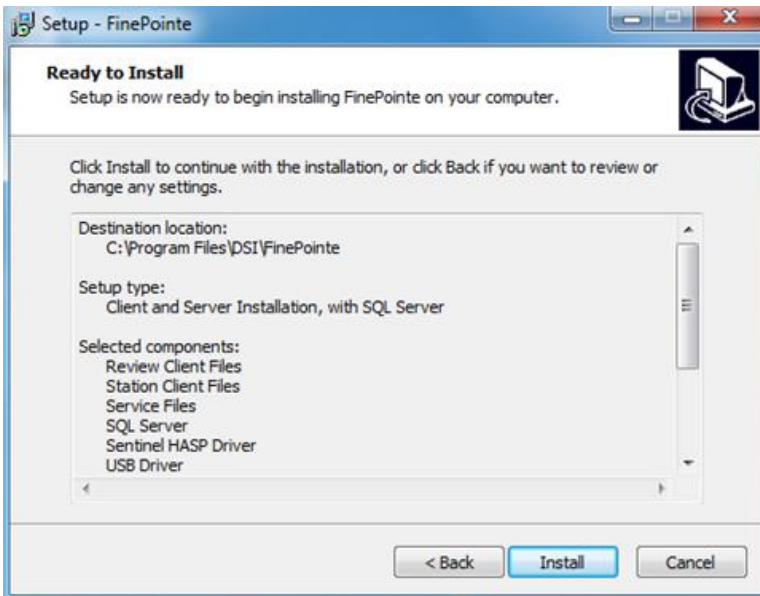 Setup - FinePointe
Ready to Install
Setup is now ready to begin installing FinePointe on your computer.
Click Install to continue with the installation, or click Back if you want to review or
change any settings.
Destination location:
C:\Program Files\DSI\FinePointe
Setup type:
Client and Server Installation, with SQL Server
Selected components:
Review Client Files
Station Client Files
Service Files
SQL Server
Sentinel HASP Driver
USB Driver
< Back Install Cancel